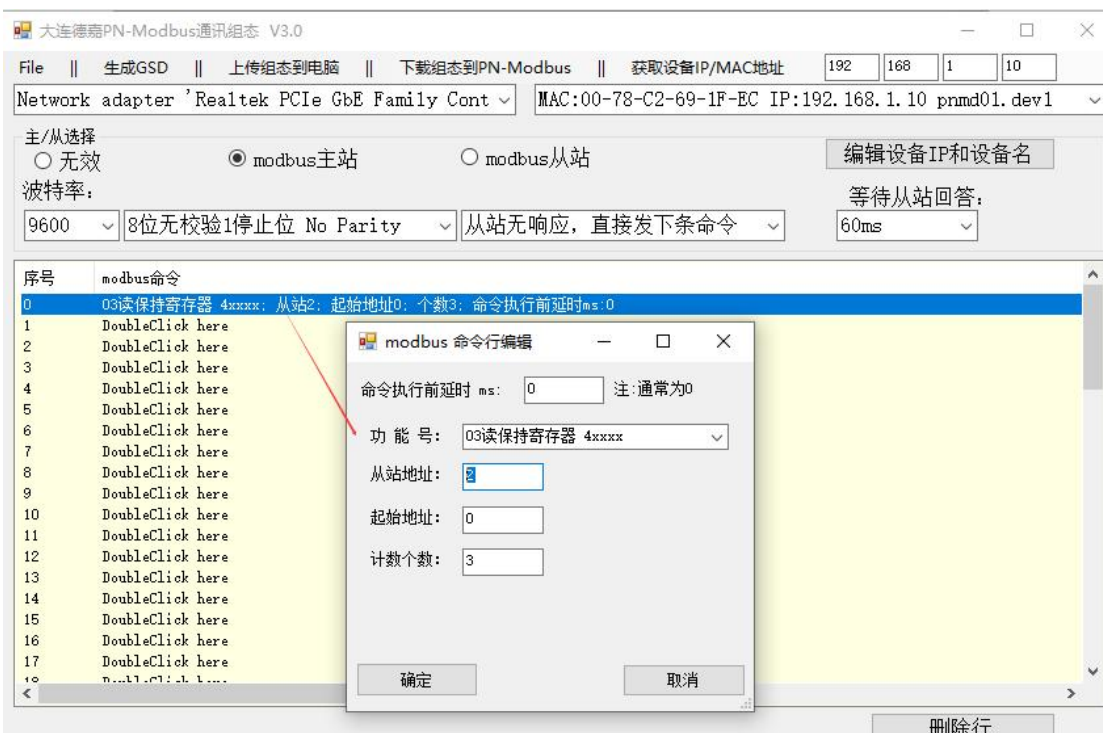 大连德嘉PN-Modbus通讯组态 V3.0
File || 生成GSD || 上传组态到电脑 || 下载组态到PN-Modbus || 获取设备IP/MAC地址 192 168 1 10
Network adapter 'Realtek PCIe GbE Family Cont MAC:00-78-C2-69-1F-EC IP:192.168.1.10 pnmd01.dev1
主/从选择
无效 modbus主站 modbus从站 编辑设备IP和设备名
波特率: 等待从站回答:
9600 8位无校验1停止位 No Parity 从站无响应，直接发下条命令 60ms
序号 modbus命令
0 03读保持寄存器 4xxxx; 从站2; 起始地址0; 个数3; 命令执行前延时ms:0
1 DoubleClick here
2 DoubleClick here
3 DoubleClick here
4 DoubleClick here
5 DoubleClick here
6 DoubleClick here
7 DoubleClick here
8 DoubleClick here
9 DoubleClick here
10 DoubleClick here
11 DoubleClick here
12 DoubleClick here
13 DoubleClick here
14 DoubleClick here
15 DoubleClick here
16 DoubleClick here
17 DoubleClick here
modbus 命令行编辑
命令执行前延时 ms: 0 注:通常为0
功 能 号: 03读保持寄存器 4xxxx
从站地址: 2
起始地址: 0
计数个数: 3
确定 取消
删除行